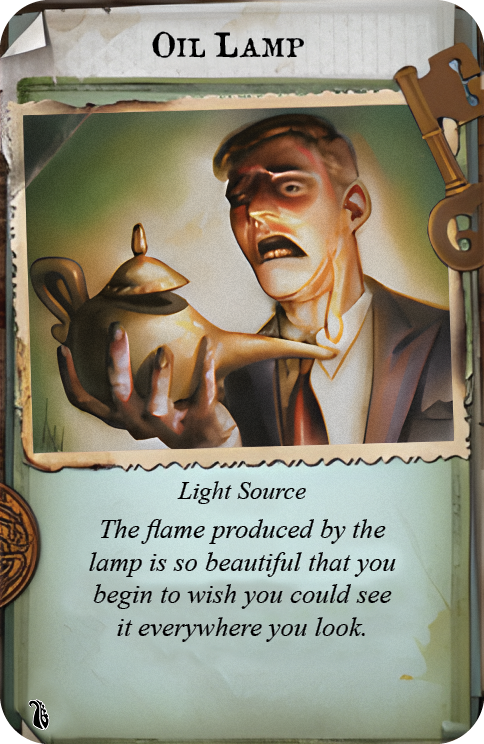 Oil Lamp
Light Source
The flame produced by the
lamp is so beautiful that you
begin to wish you could see
it everywhere you look.